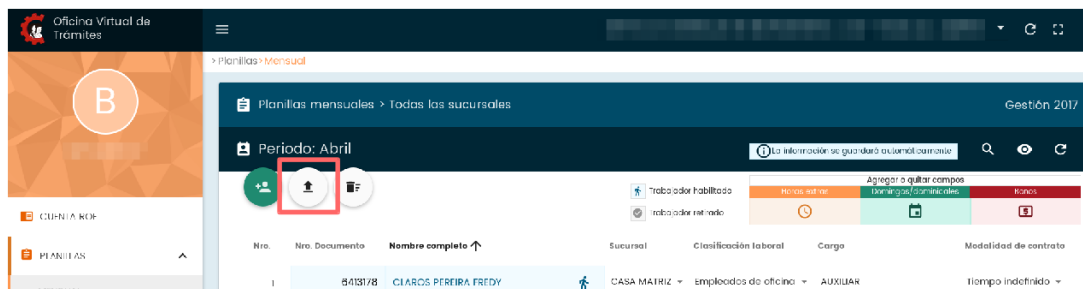 Oficina Virtual de
Trámites
> Planillas > Mensual
B
Planillas mensuales > Todas las sucursales
Gestión 2017
Periodo: Abril
La información se guardará automáticamente
Trabajador habilitado
Trabajador retirado
Agregar o quitar campos
Horas extras
Domingos/dominicales
Bonos
CUENTA ROE
PLANILLAS
Nro.
Nro. Documento
Nombre completo
Sucursal
Clasificación laboral
Cargo
Modalidad de contrato
1
6413178
CLAROS PEREIRA FREDY
CASA MATRIZ
Empleados de oficina
AUXILIAR
Tiempo indefinido